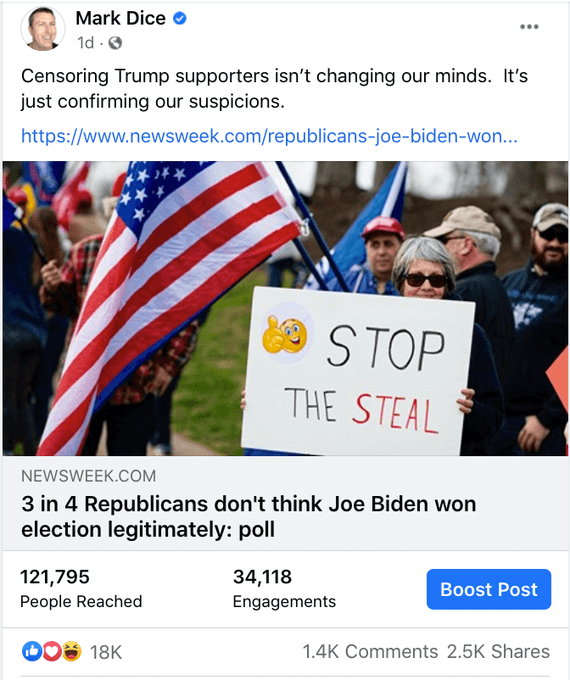 Mark Dice
1d ·
Censoring Trump supporters isn’t changing our minds.  It’s
just confirming our suspicions.
https://www.newsweek.com/republicans-joe-biden-won...
STOP
THE STEAL
NEWSWEEK.COM
3 in 4 Republicans don't think Joe Biden won
election legitimately: poll
121,795
People Reached
34,118
Engagements
Boost Post
18K
1.4K Comments 2.5K Shares